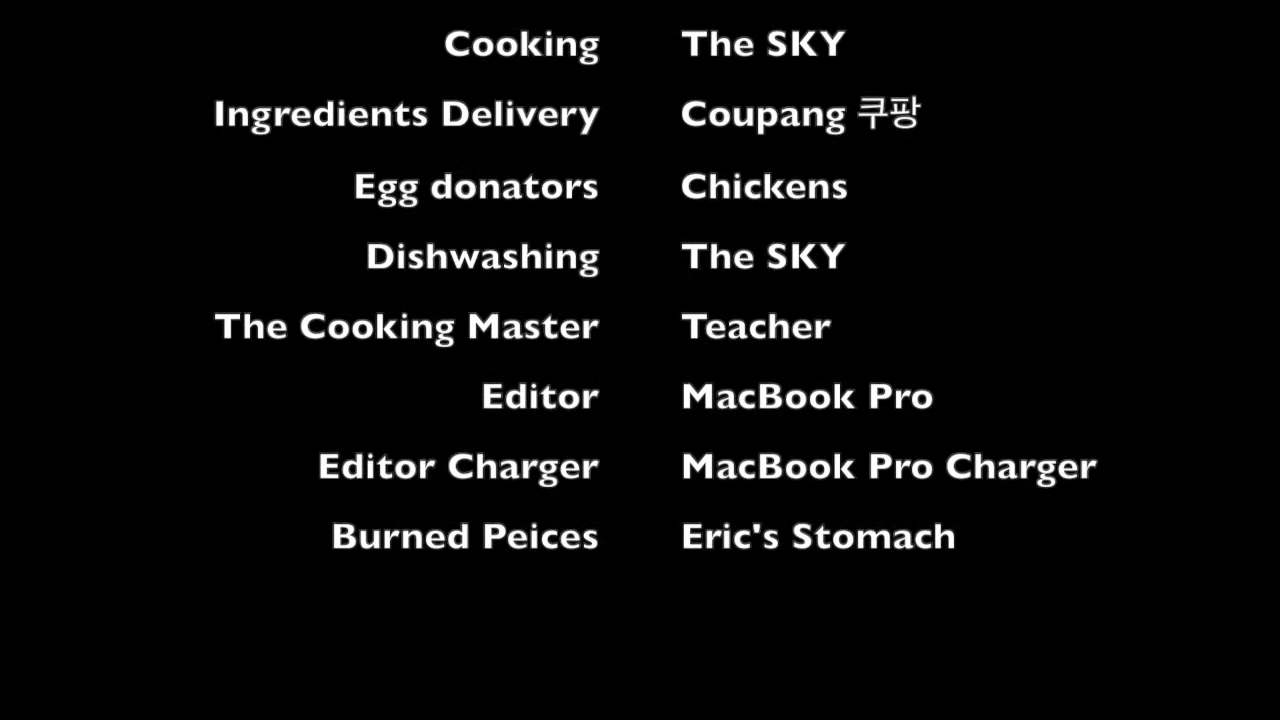 Cooking The SKY
Ingredients Delivery Coupang 쿠팡
Egg donators Chickens
Dishwashing The SKY
The Cooking Master Teacher
Editor MacBook Pro
Editor Charger MacBook Pro Charger
Burned Peices Eric's Stomach